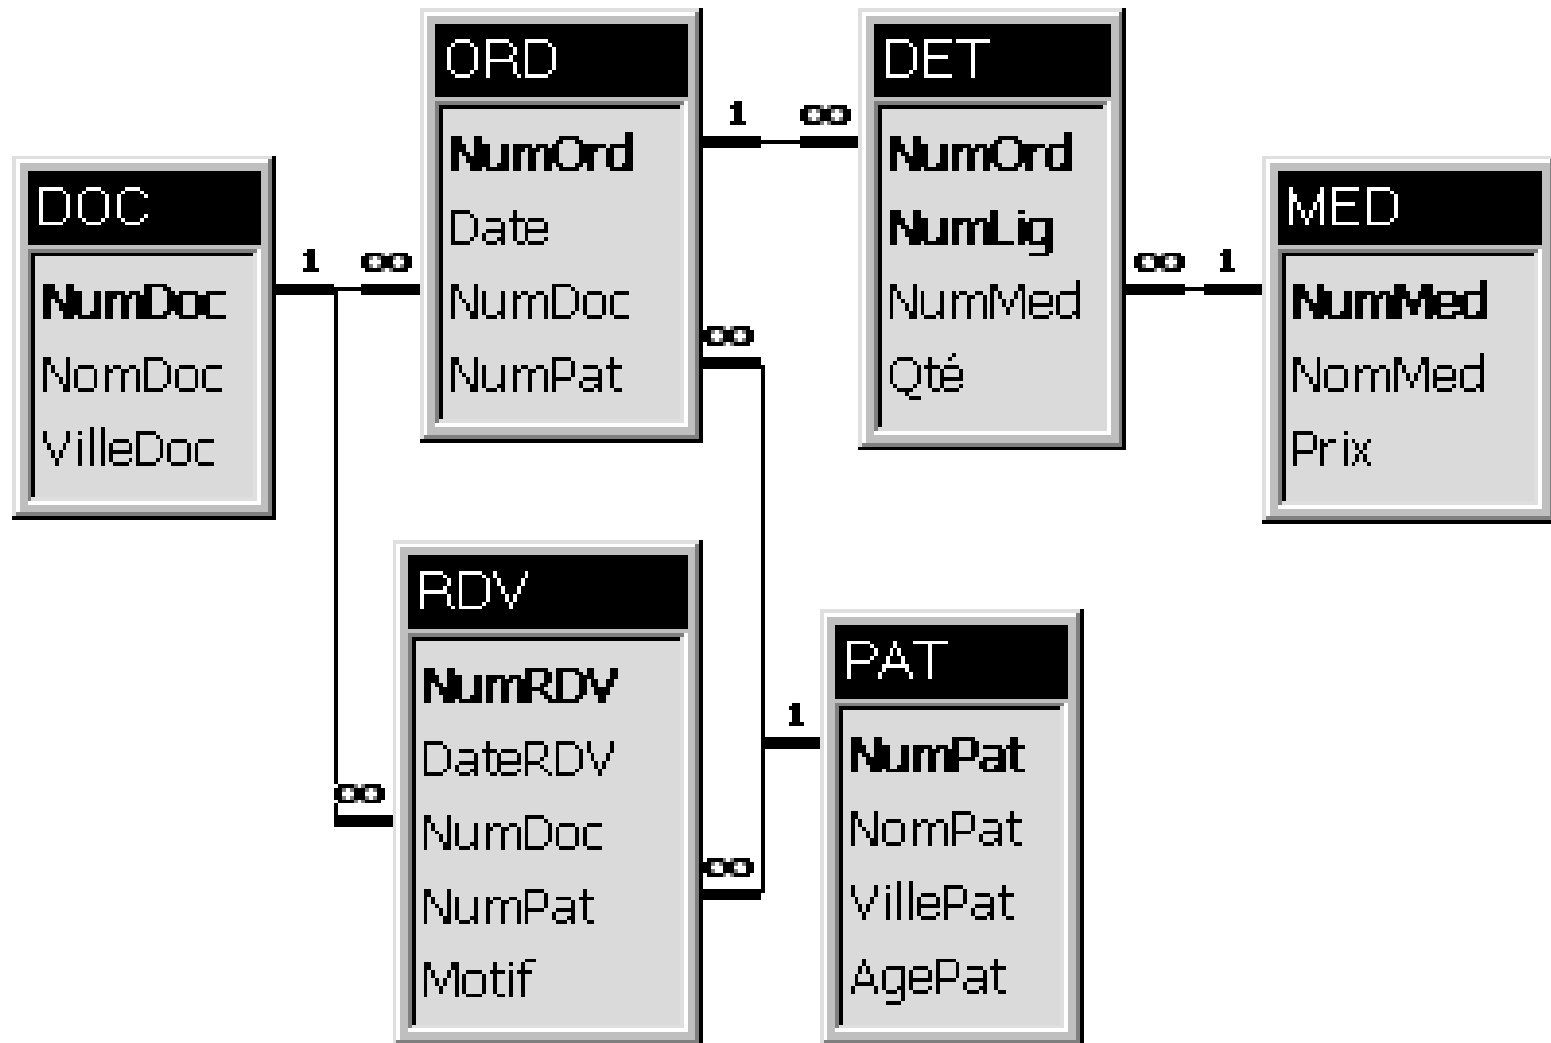 DOC
NumDoc
NomDoc
VilleDoc
1
∞
ORD
NumOrd
Date
NumDoc
NumPat
1
∞
DET
NumOrd
NumLig
NumMed
Qté
∞
1
MED
NumMed
NomMed
Prix
∞
RDV
NumRDV
DateRDV
NumDoc
NumPat
Motif
∞
∞
1
PAT
NumPat
NomPat
VillePat
AgePat